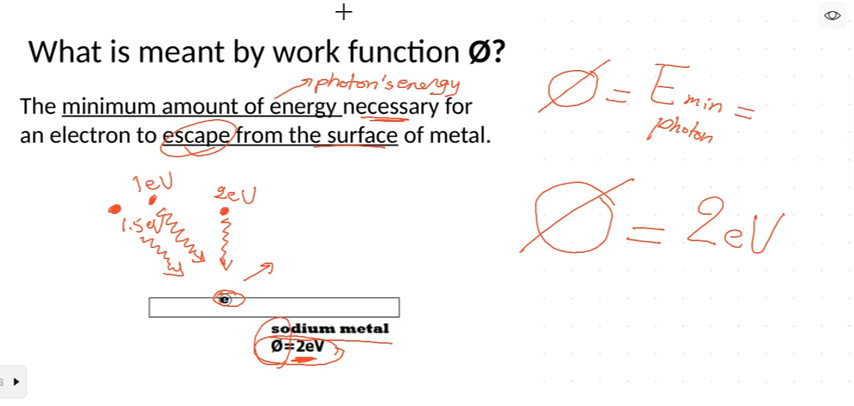 What is meant by work function Ø?
photon's energy
The minimum amount of energy necessary for
an electron to escape from the surface of metal.
Ø = E min =
photon
1eV
2eV
1.5eV
Ø = 2eV
e
sodium metal
Ø=2eV